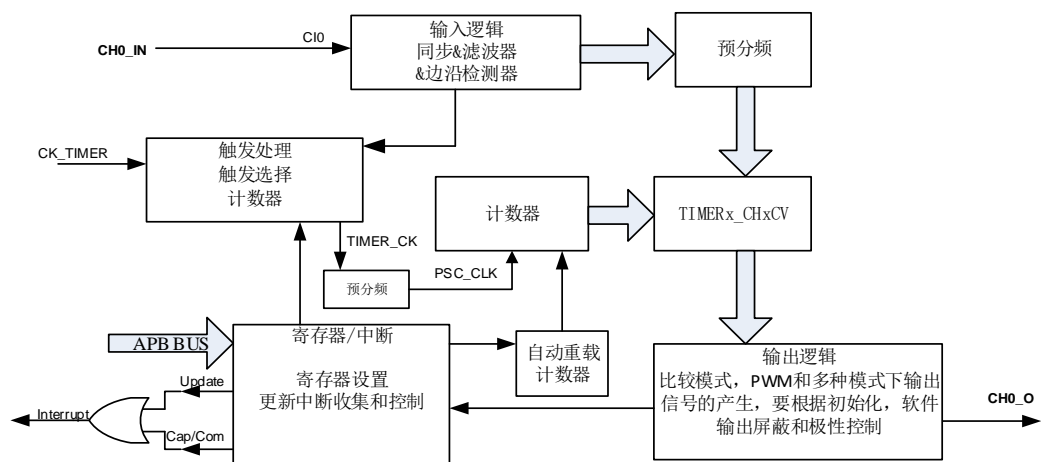 CH0_IN
CI0
输入逻辑
同步&滤波器
&边沿检测器
预分频
CK_TIMER
触发处理
触发选择
计数器
计数器
TIMERx_CHxCV
TIMER_CK
预分频
PSC_CLK
APB BUS
寄存器/中断
寄存器设置
更新中断收集和控制
自动重载
计数器
输出逻辑
比较模式，PWM和多种模式下输出
信号的产生，要根据初始化，软件
输出屏蔽和极性控制
CH0_O
Update
Interrupt
Cap/Com